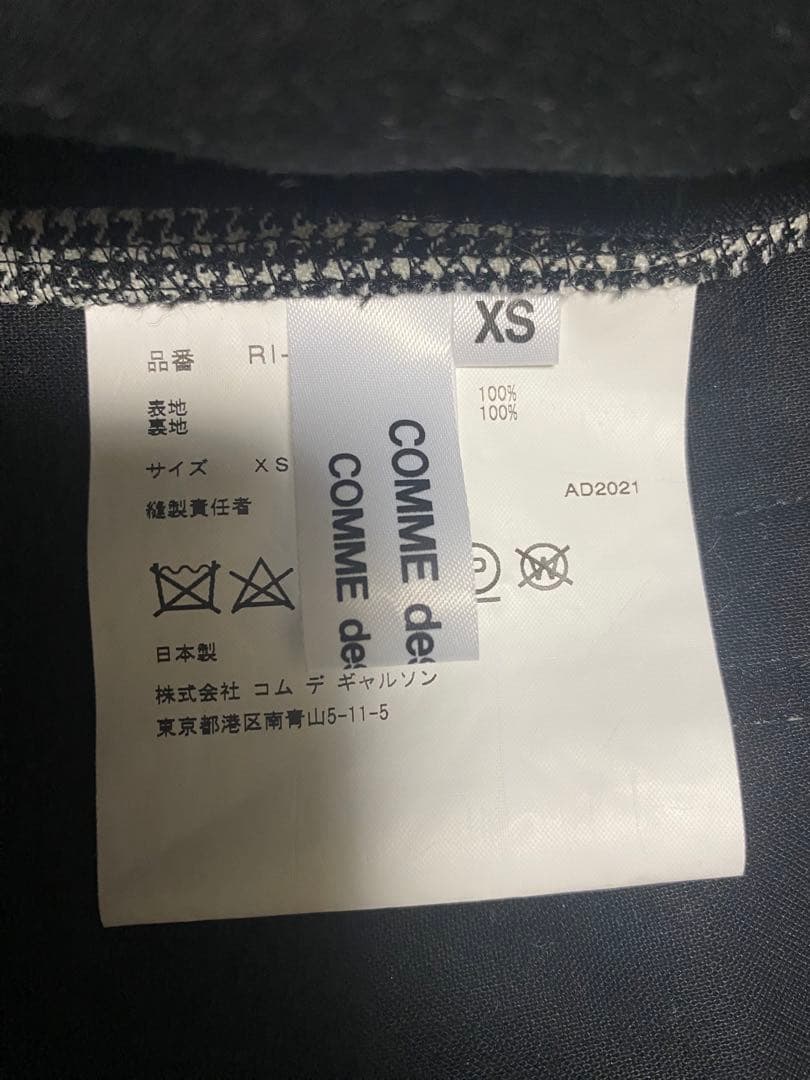 XS
品番 RI-
表地 100%
裏地 100%
サイズ XS
AD2021
縫製責任者
COMME des
COMME des
P
W
日本製
株式会社 コム デ ギャルソン
東京都港区南青山5-11-5